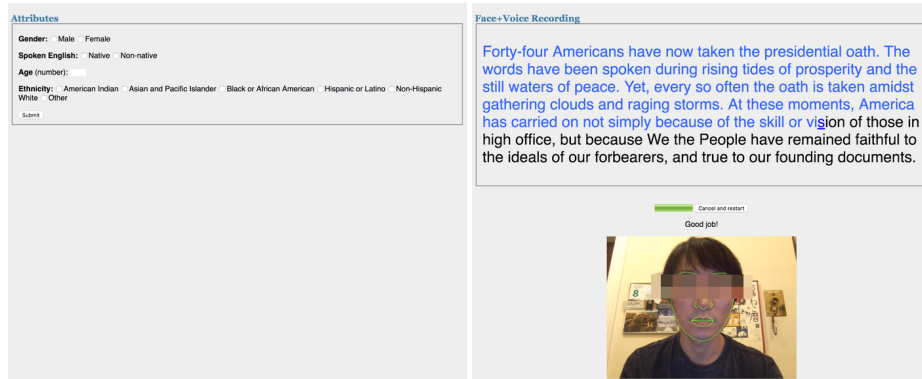 Attributes
Gender: Male Female
Spoken English: Native Non-native
Age (number):
Ethnicity: American Indian Asian and Pacific Islander Black or African American Hispanic or Latino Non-Hispanic
White Other
Submit
Face+Voice Recording
Forty-four Americans have now taken the presidential oath. The
words have been spoken during rising tides of prosperity and the
still waters of peace. Yet, every so often the oath is taken amidst
gathering clouds and raging storms. At these moments, America
has carried on not simply because of the skill or vision of those in
high office, but because We the People have remained faithful to
the ideals of our forbearers, and true to our founding documents.
Cancel and restart
Good job!
8